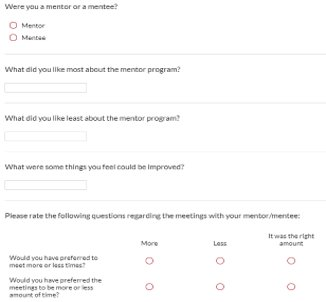 Were you a mentor or a mentee?
Mentor
Mentee
What did you like most about the mentor program?
What did you like least about the mentor program?
What were some things you feel could be improved?
Please rate the following questions regarding the meetings with your mentor/mentee:
More Less It was the right amount
Would you have preferred to
meet more or less times?
Would you have preferred the
meetings to be more or less
amount of time?